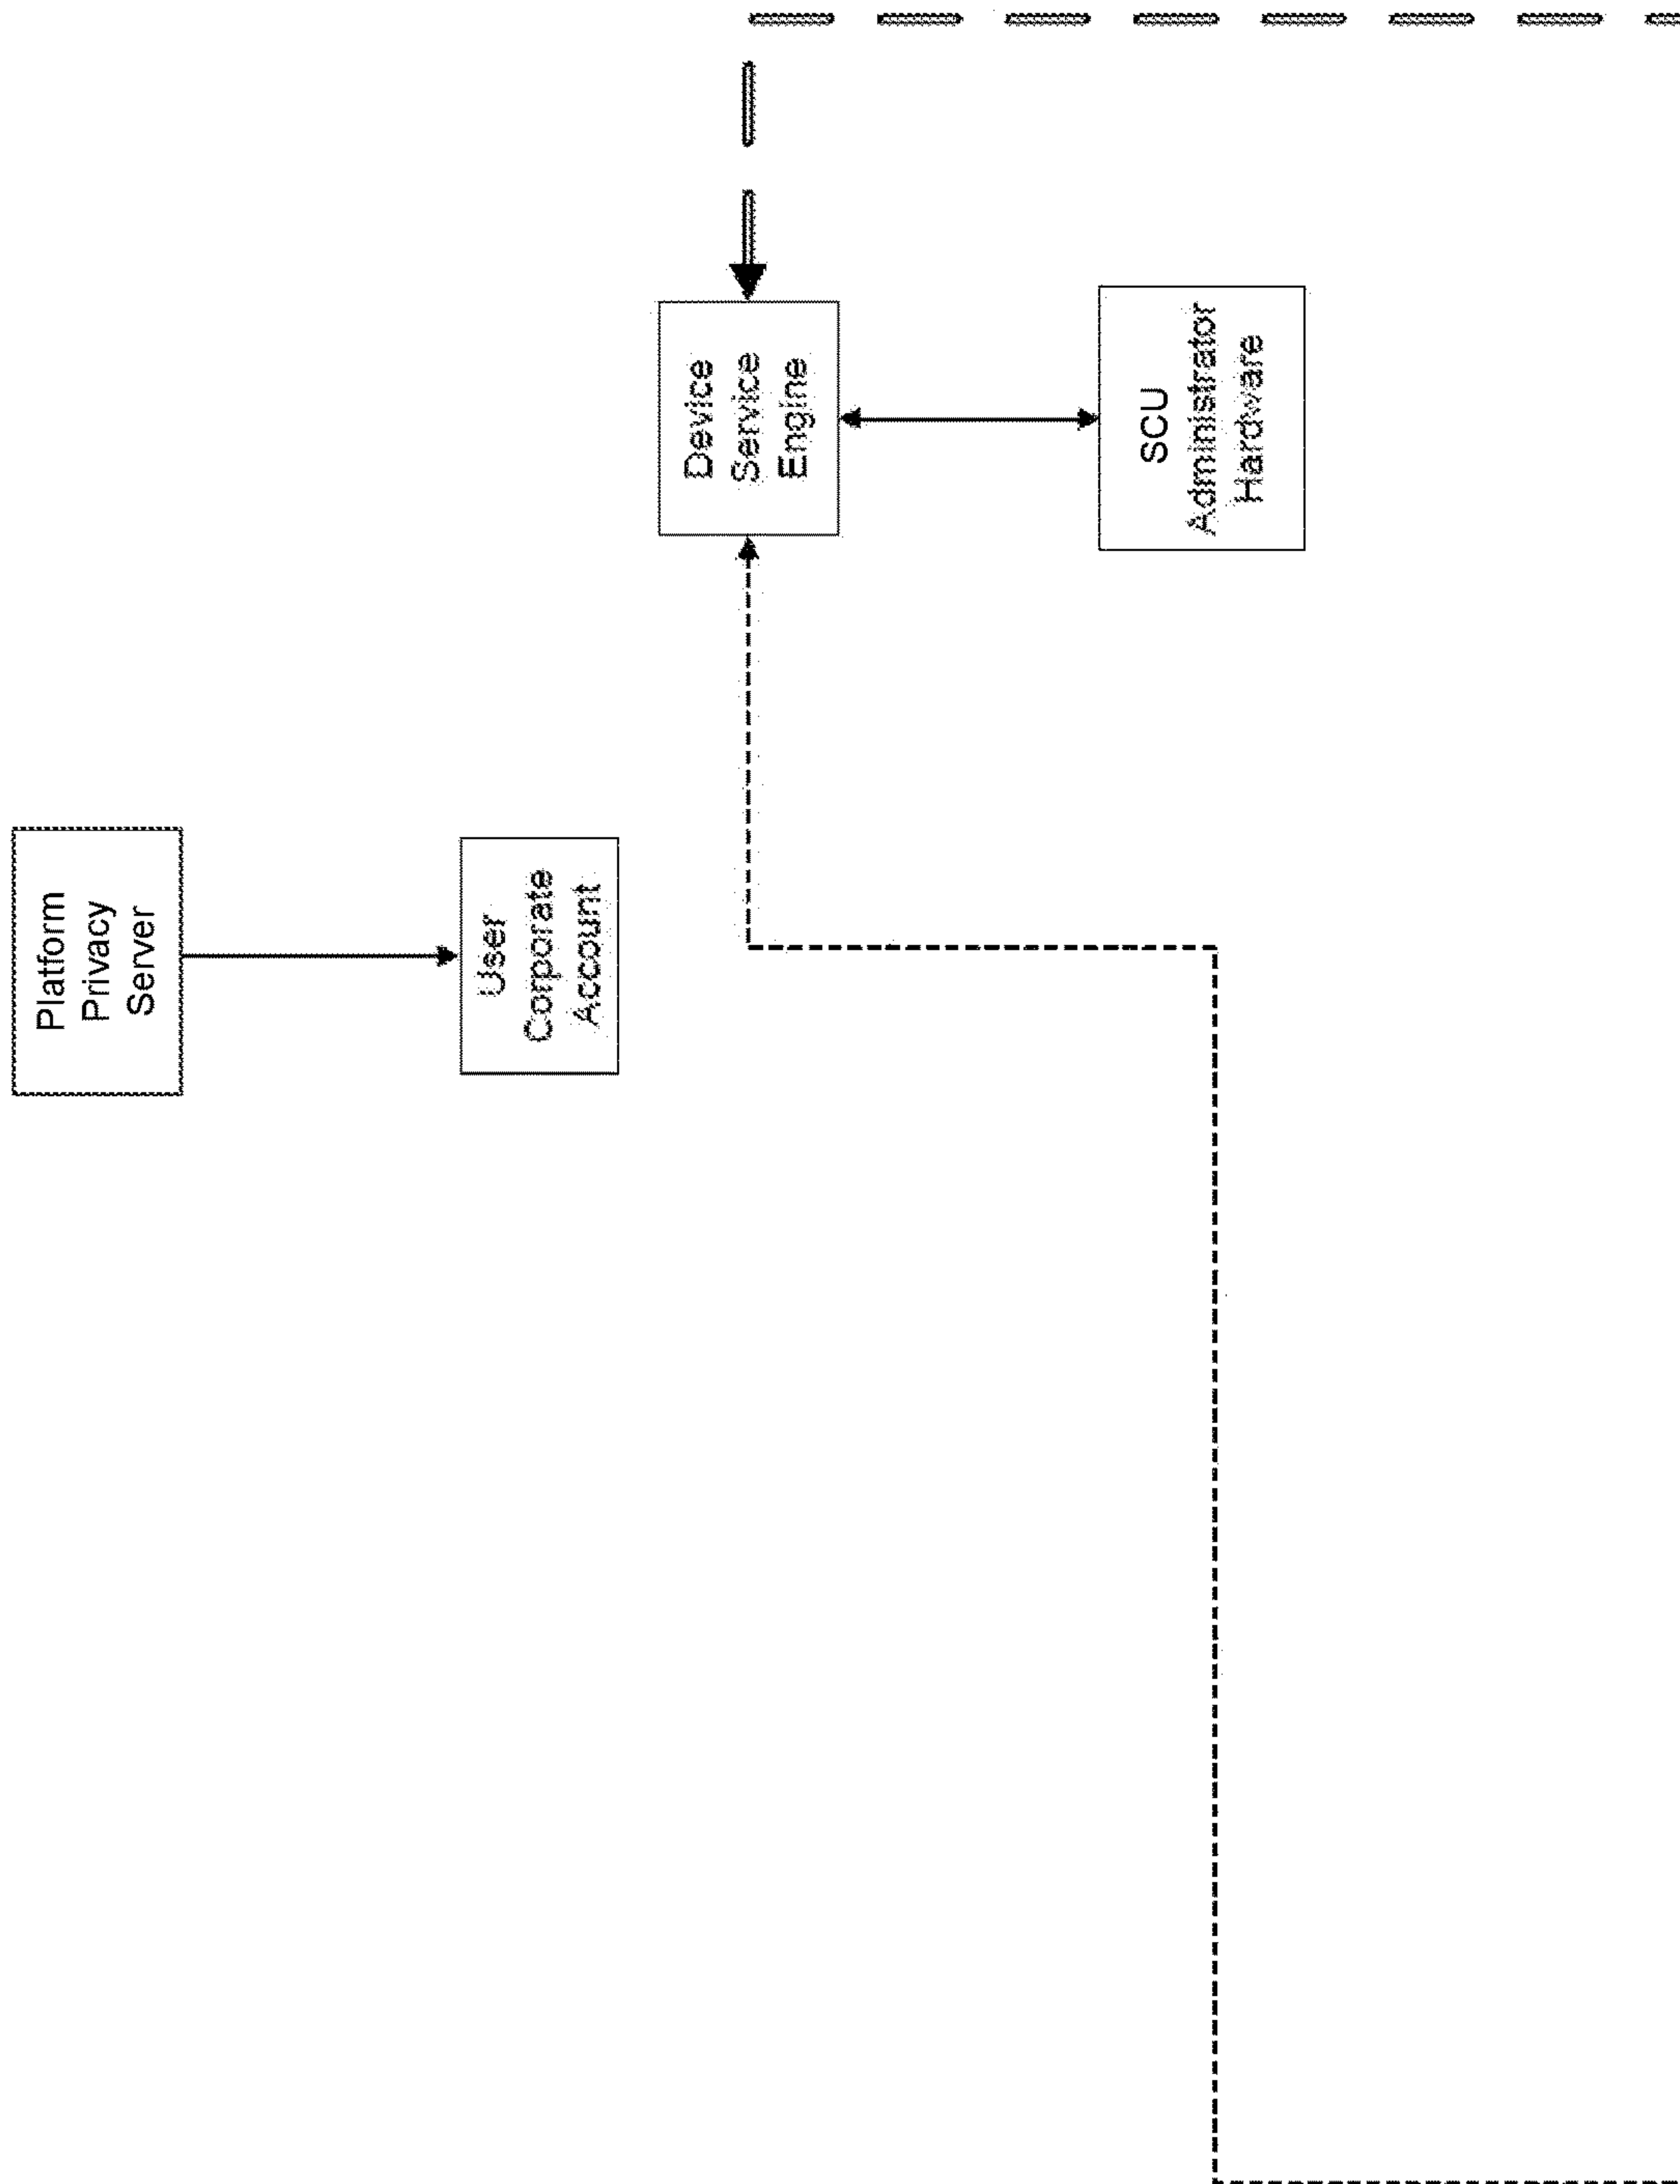 Platform
Privacy
Server
User
Corporate
Account
Device
Service
Engine
SCU
Administrator
Hardware